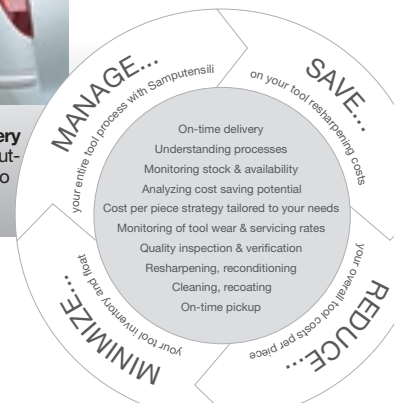 MANAGE...
your entire tool process with Samputensili
SAVE...
on your tool resharpening costs
REDUCE...
your overall tool costs per piece
MINIMIZE...
your tool inventory and float
On-time delivery
Understanding processes
Monitoring stock & availability
Analyzing cost saving potential
Cost per piece strategy tailored to your needs
Monitoring of tool wear & servicing rates
Quality inspection & verification
Resharpening, reconditioning
Cleaning, recoating
On-time pickup